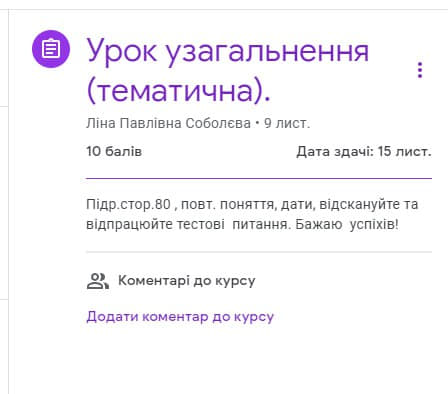 Урок узагальнення
(тематична).
Ліна Павлівна Соболєва • 9 лист.
10 балів Дата здачі: 15 лист.
Підр.стор.80 , повт. поняття, дати, відскануйте та
відпрацюйте тестові питання. Бажаю успіхів!
Коментарі до курсу
Додати коментар до курсу